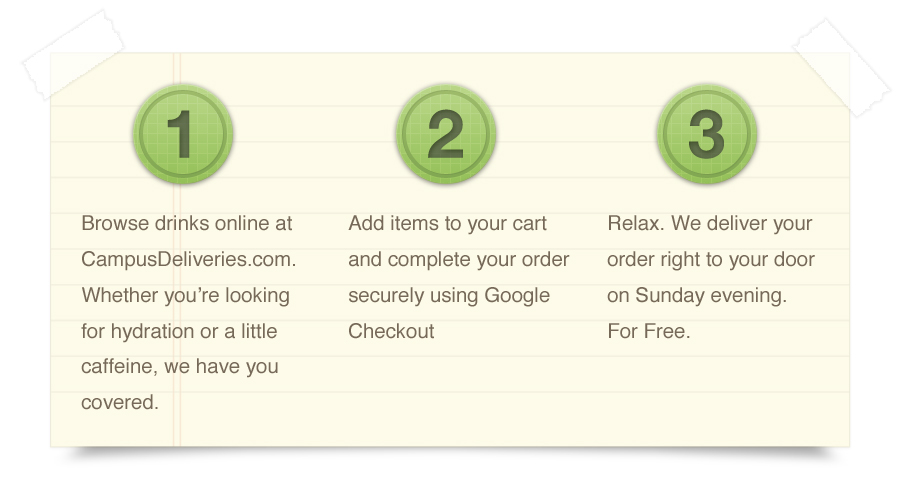 1
Browse drinks online at
CampusDeliveries.com.
Whether you’re looking
for hydration or a little
caffeine, we have you
covered.
2
Add items to your cart
and complete your order
securely using Google
Checkout
3
Relax. We deliver your
order right to your door
on Sunday evening.
For Free.